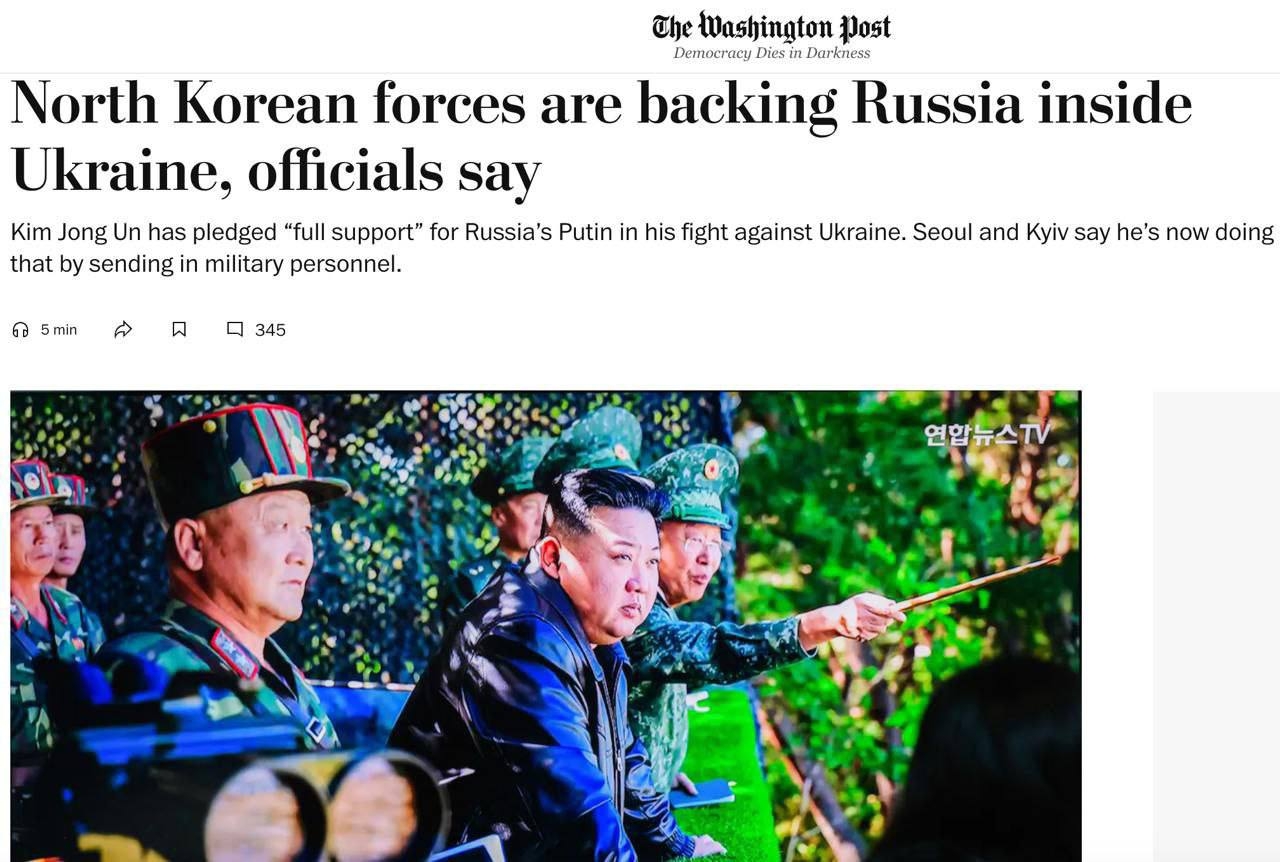 The Washington Post
Democracy Dies in Darkness
North Korean forces are backing Russia inside
Ukraine, officials say
Kim Jong Un has pledged “full support” for Russia’s Putin in his fight against Ukraine. Seoul and Kyiv say he’s now doing
that by sending in military personnel.
5 min
345
연합뉴스TV